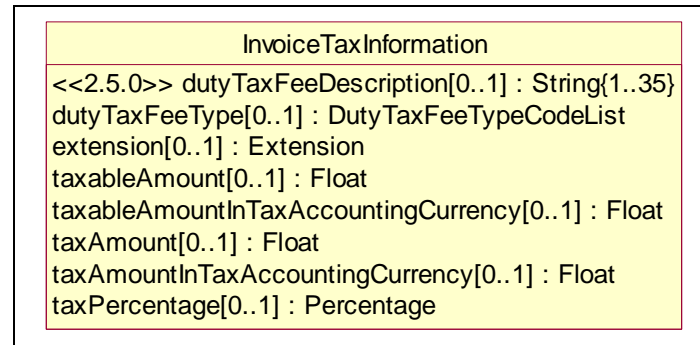 InvoiceTaxInformation
<<2.5.0>> dutyTaxFeeDescription[0..1] : String{1..35}
dutyTaxFeeType[0..1] : DutyTaxFeeTypeCodeList
extension[0..1] : Extension
taxableAmount[0..1] : Float
taxableAmountInTaxAccountingCurrency[0..1] : Float
taxAmount[0..1] : Float
taxAmountInTaxAccountingCurrency[0..1] : Float
taxPercentage[0..1] : Percentage